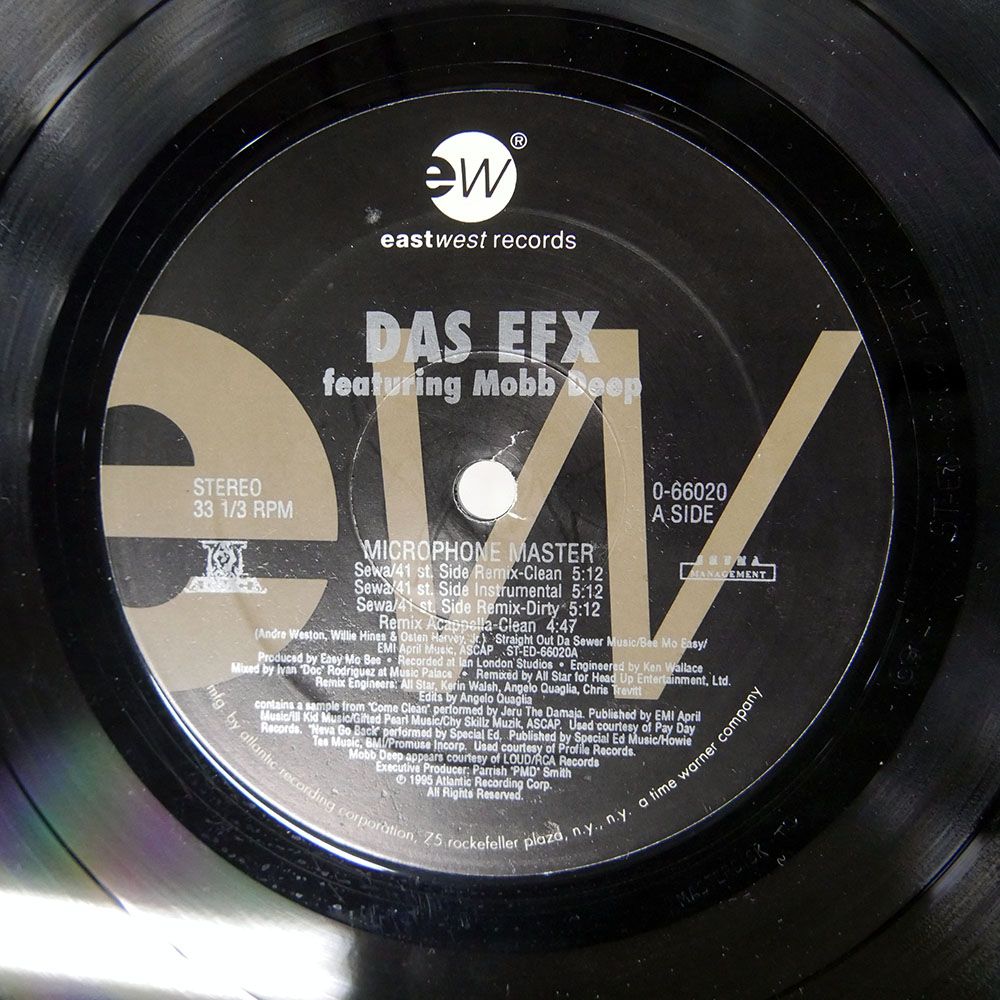 ew®
eastwest records
DAS EFX
featuring Mobb Deep
ew
STEREO
33 1/3 RPM
0-66020
A SIDE
MICROPHONE MASTER
Sewa/41 st. Side Remix-Clean 5:12
Sewa/41 st. Side Instrumental 5:12
Sewa/41 st. Side Remix-Dirty 5:12
Remix Acappella-Clean 4:47
MANAGEMENT
(Andre Weston, Willie Hines & Osten Harvey, Jr.) Straight Out Da Sewer Music/Bee Mo Easy/
EMI April Music, ASCAP .ST-ED-66020A
Produced by Easy Mo Bee • Recorded at Ian London Studios • Engineered by Ken Wallace
Mixed by Ivan "Doc" Rodriguez at Music Palace • Remixed by All Star for Head Up Entertainment, Ltd.
Remix Engineers: All Star, Kerin Walsh, Angelo Quaglia, Chris Trevitt
Edits by Angelo Quaglia
contains a sample from "Come Clean" performed by Jeru The Damaja. Published by EMI April
Music/Ill Kid Music/Gifted Pearl Music/Chy Skillz Muzik, ASCAP. Used courtesy of Pay Day
Records. "Neva Go Back" performed by Special Ed. Published by Special Ed Music/Howie
Tes Music, BMI/Promuse Incorp. Used courtesy of Profile Records.
Mobb Deep appears courtesy of LOUD/RCA Records
Executive Producer: Parrish "PMD" Smith
© 1995 Atlantic Recording Corp.
All Rights Reserved.
mfg. by atlantic recording corporation, 75 rockefeller plaza, n.y., n.y. a time warner company